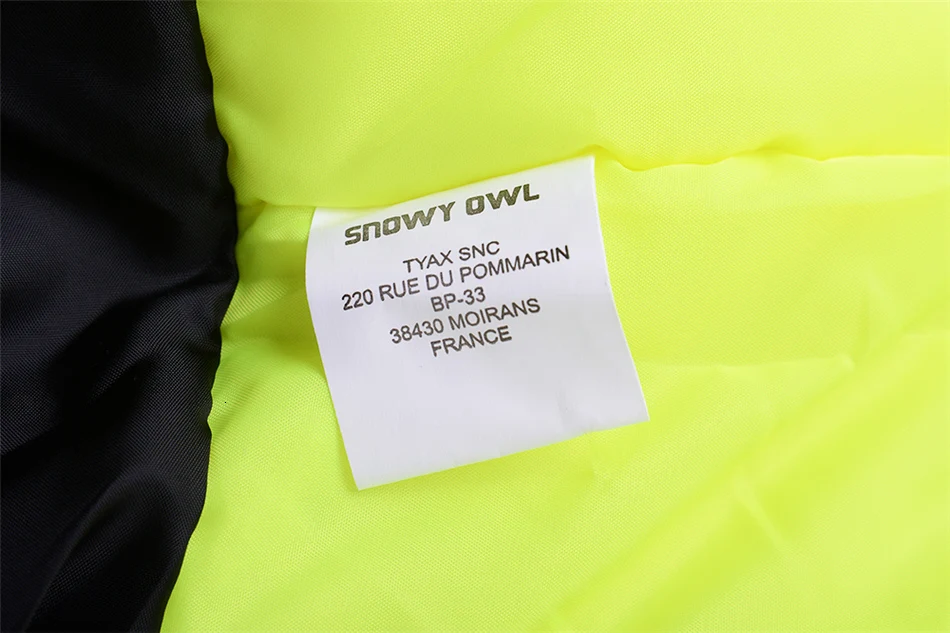 SNOWY OWL
TYAX SNC
220 RUE DU POMMARIN
BP-33
38430 MOIRANS
FRANCE